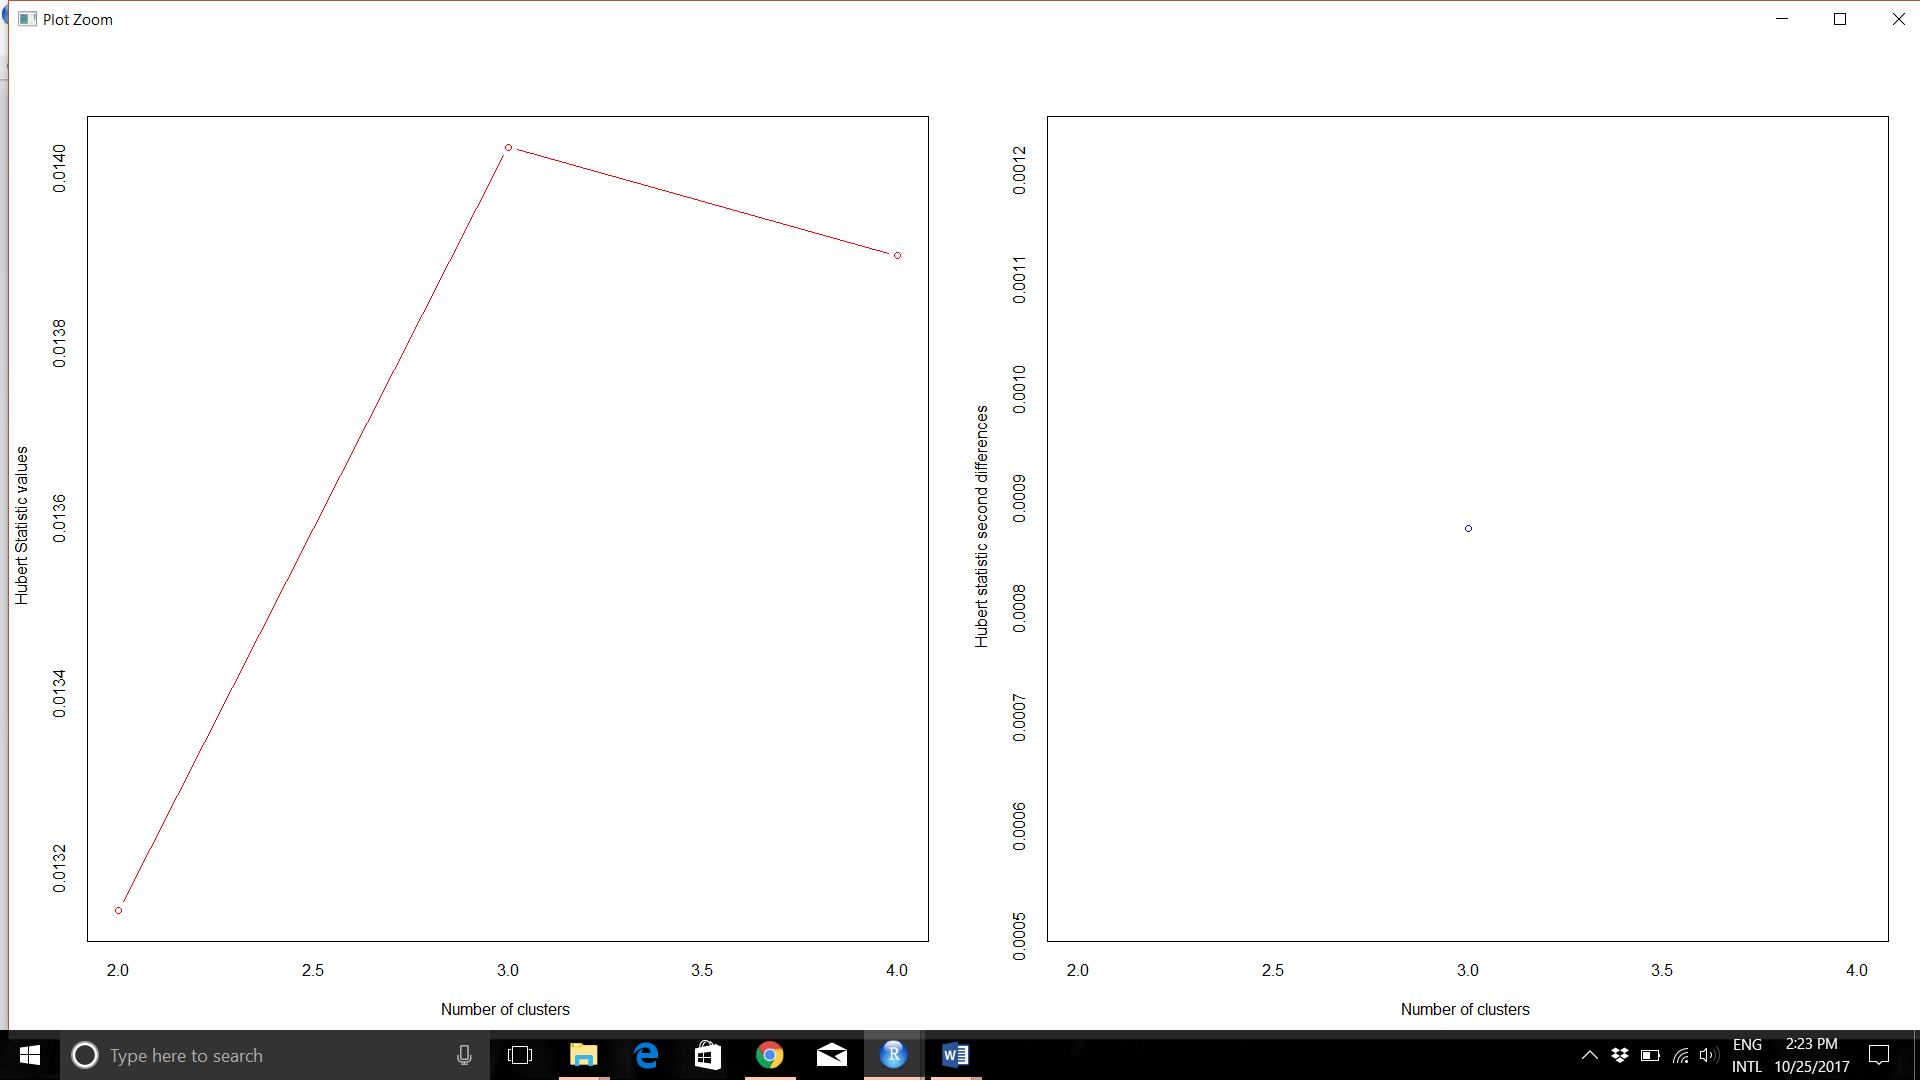 Plot Zoom
Hubert Statistic values
0.0140
0.0138
0.0136
0.0134
0.0132
2.0 2.5 3.0 3.5 4.0
Number of clusters
Hubert statistic second differences
0.0012
0.0011
0.0010
0.0009
0.0008
0.0007
0.0006
0.0005
2.0 2.5 3.0 3.5 4.0
Number of clusters
Type here to search
R
ENG 2:23 PM
INTL 10/25/2017